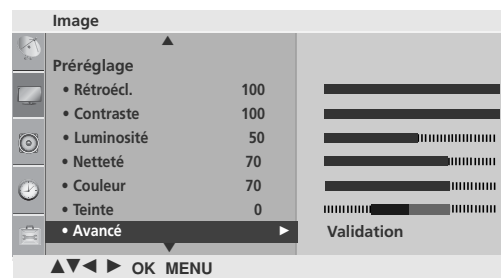 Image
Préréglage
• Rétroécl. 100
• Contraste 100
• Luminosité 50
• Netteté 70
• Couleur 70
• Teinte 0
• Avancé Validation
OK MENU